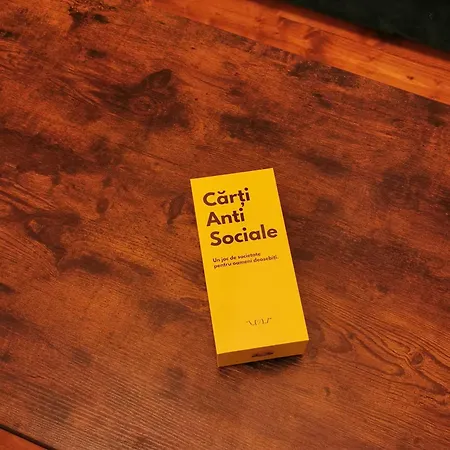 Cărți
Anti
Sociale
Un joc de societate
pentru oameni deosebiți.